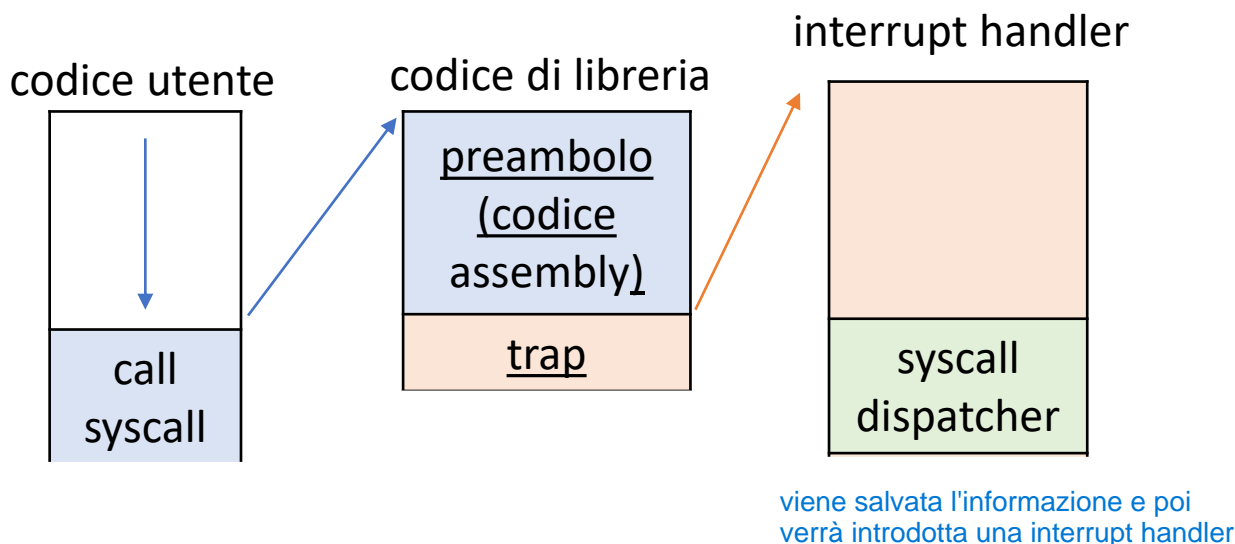 codice utente
call
syscall
codice di libreria
preambolo
(codice
assembly)
trap
interrupt handler
syscall
dispatcher
viene salvata l'informazione e poi
verrà introdotta una interrupt handler